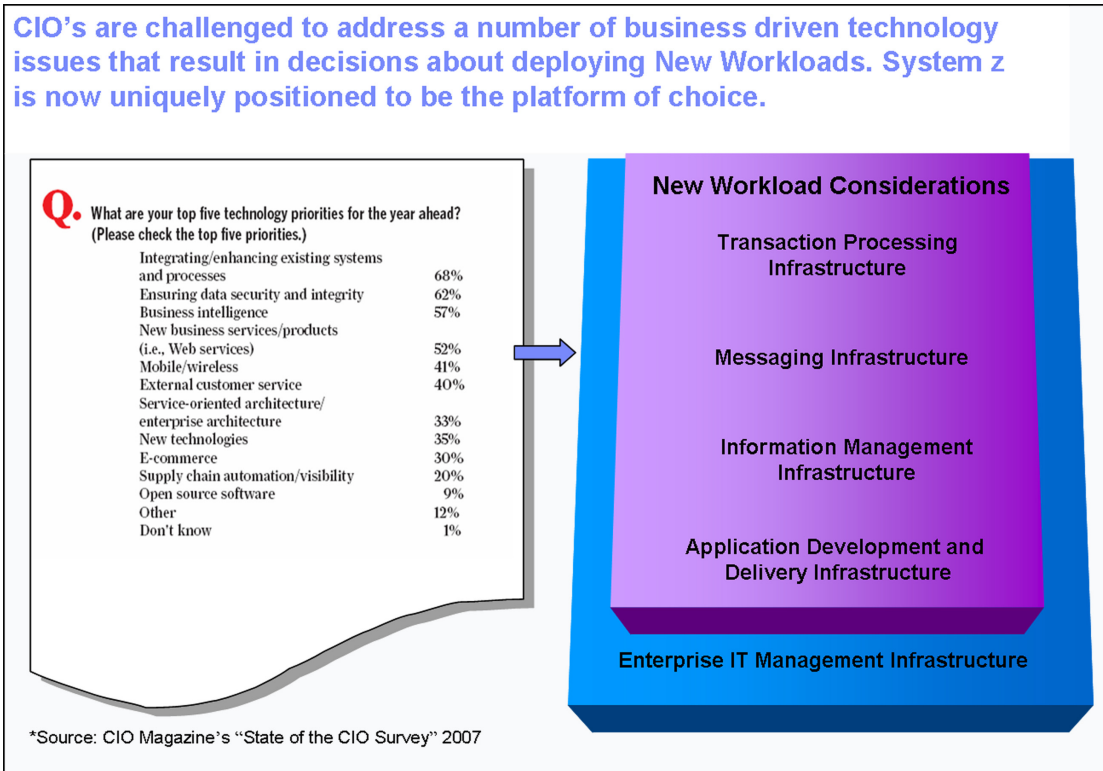 CIO’s are challenged to address a number of business driven technology
issues that result in decisions about deploying New Workloads. System z
is now uniquely positioned to be the platform of choice.
Q. What are your top five technology priorities for the year ahead?
(Please check the top five priorities.)
Integrating/enhancing existing systems
and processes 68%
Ensuring data security and integrity 62%
Business intelligence 57%
New business services/products
(i.e., Web services) 52%
Mobile/wireless 41%
External customer service 40%
Service-oriented architecture/
enterprise architecture 33%
New technologies 35%
E-commerce 30%
Supply chain automation/visibility 20%
Open source software 9%
Other 12%
Don't know 1%
*Source: CIO Magazine’s “State of the CIO Survey” 2007
New Workload Considerations
Transaction Processing
Infrastructure
Messaging Infrastructure
Information Management
Infrastructure
Application Development and
Delivery Infrastructure
Enterprise IT Management Infrastructure